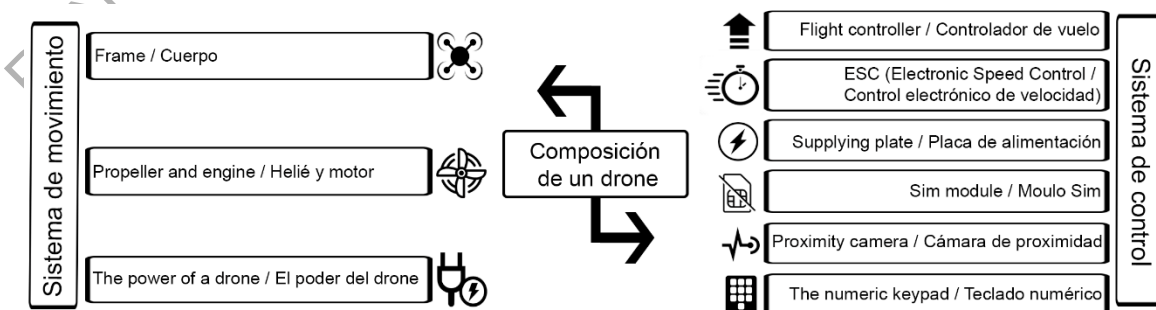 Sistema de movimiento
Frame / Cuerpo
Propeller and engine / Helié y motor
The power of a drone / El poder del drone
Composición
de un drone
Flight controller / Controlador de vuelo
ESC (Electronic Speed Control /
Control electrónico de velocidad)
Supplying plate / Placa de alimentación
Sim module / Moulo Sim
Proximity camera / Cámara de proximidad
The numeric keypad / Teclado numérico
Sistema de control